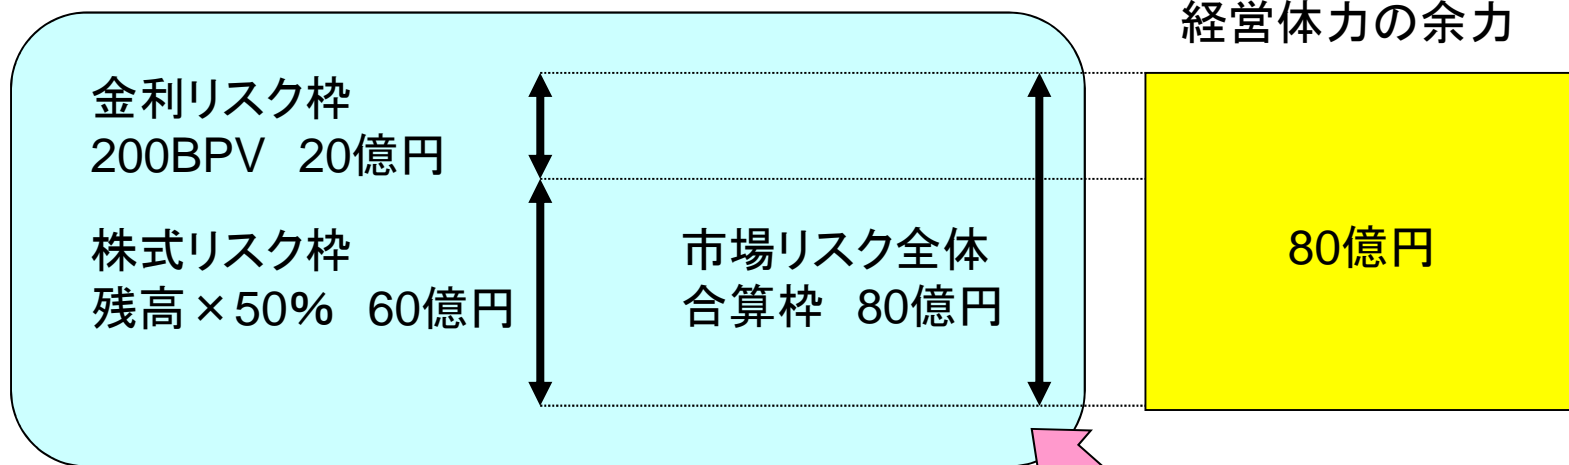 経営体力の余力
金利リスク枠
200BPV　20億円
株式リスク枠
残高×50%　60億円
市場リスク全体
合算枠　80億円
80億円